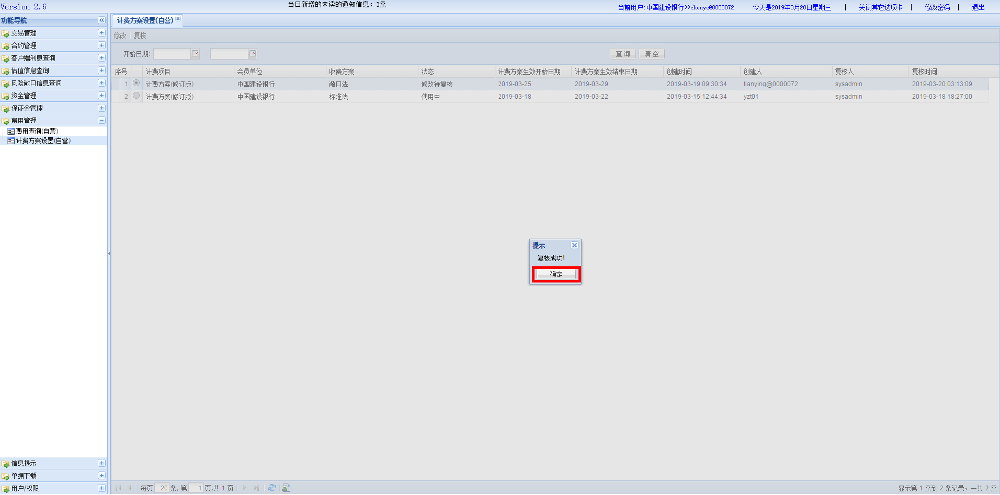 Version 2.6
当日新增的未读的通知信息：3条
当前用户:中国建设银行>>chenye@0000072 今天是2019年3月20日星期三 | 关闭其它选项卡 | 修改密码 | 退出
功能导航
交易管理
合约管理
客户端利息查询
估值信息查询
风险敞口信息查询
资金管理
保证金管理
费用管理
费用查询(自营)
计费方案设置(自营)
信息提示
单据下载
用户/权限
计费方案设置(自营)
修改 复核
开始日期: - 查询 清空
序号 计费项目 会员单位 收费方案 状态 计费方案生效开始日期 计费方案生效结束日期 创建时间 创建人 复核人 复核时间
1 计费方案(修订版) 中国建设银行 敞口法 修改待复核 2019-03-25 2019-03-29 2019-03-19 09:30:34 tianying@0000072 sysadmin 2019-03-20 03:13:09
2 计费方案(修订版) 中国建设银行 标准法 使用中 2019-03-18 2019-03-22 2019-03-15 12:44:34 yzt01 sysadmin 2019-03-18 18:27:00
提示
复核成功!
确定
每页 20 条, 第 1 页,共 1 页
显示第 1 条到 2 条记录，一共 2 条